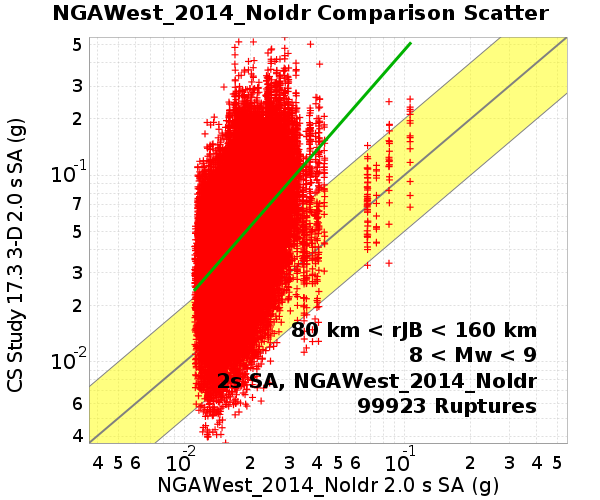 NGAWest_2014_NoIdr Comparison Scatter
CS Study 17.3 3-D 2.0 s SA (g)
5
3
2
10-1
7
5
3
2
10-2
6
4
80 km < rJB < 160 km
8 < Mw < 9
2s SA, NGAWest_2014_NoIdr
99923 Ruptures
4 5 6 10-2 2 3 4 5 6 10-1 2 3 4 5
NGAWest_2014_NoIdr 2.0 s SA (g)